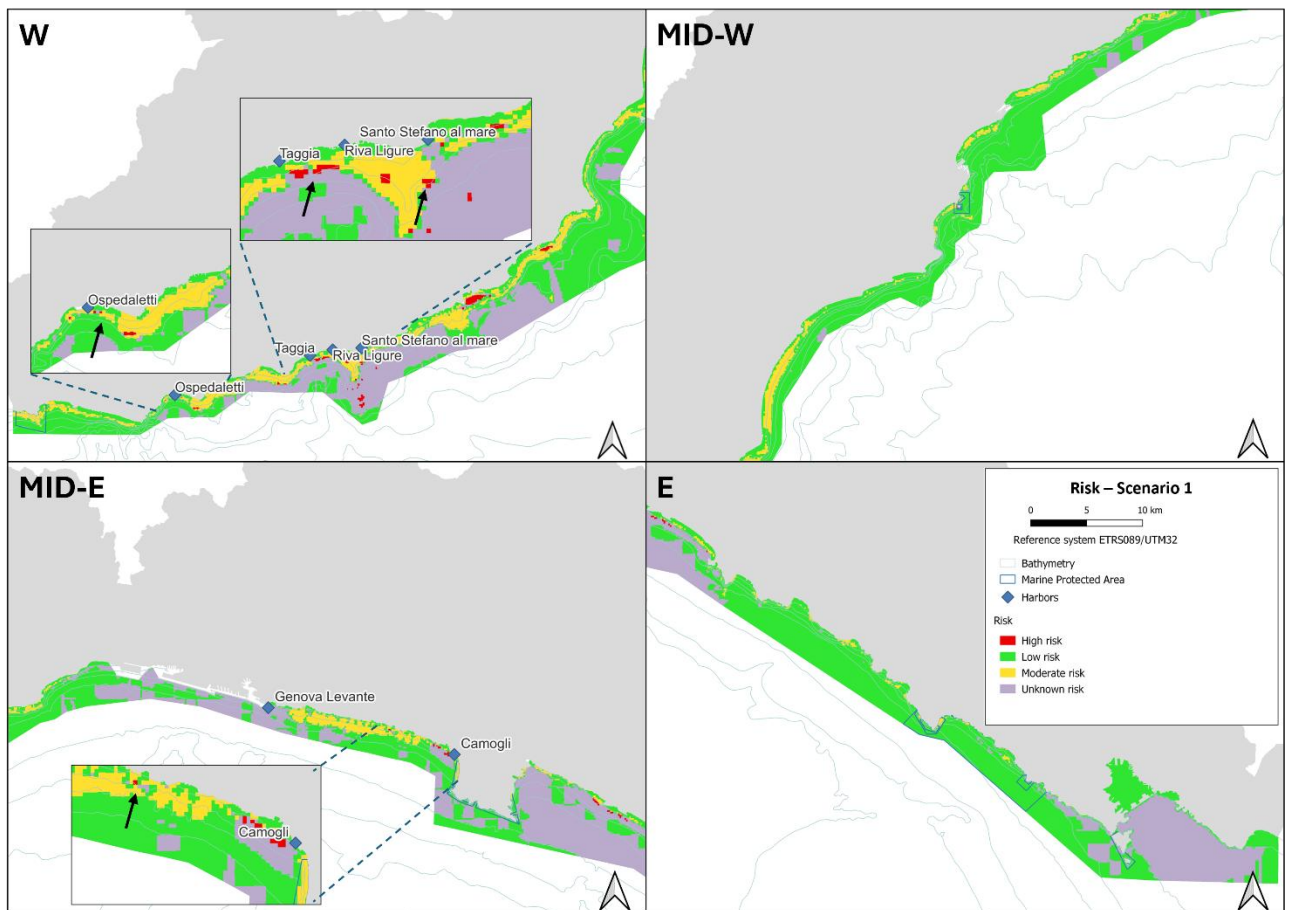 W
Santo Stefano al mare
Taggia
Riva Ligure
Ospedaletti
Taggia
Santo Stefano al mare
Riva Ligure
Ospedaletti
MID-W
MID-E
Genova Levante
Camogli
Camogli
E
Risk – Scenario 1
0 5 10 km
Reference system ETRS089/UTM32
Bathymetry
Marine Protected Area
Harbors
Risk
High risk
Low risk
Moderate risk
Unknown risk